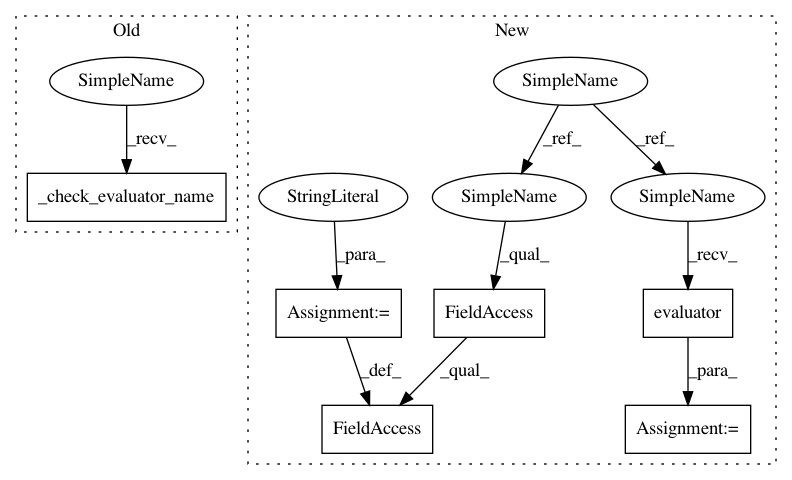 Old
New
SimpleName
SimpleName
_recv_
_ref_
_ref_
_check_evaluator_name
StringLiteral
SimpleName
SimpleName
_para_
_qual_
_recv_
Assignment:=
FieldAccess
evaluator
_def_
_qual_
_para_
FieldAccess
Assignment:=